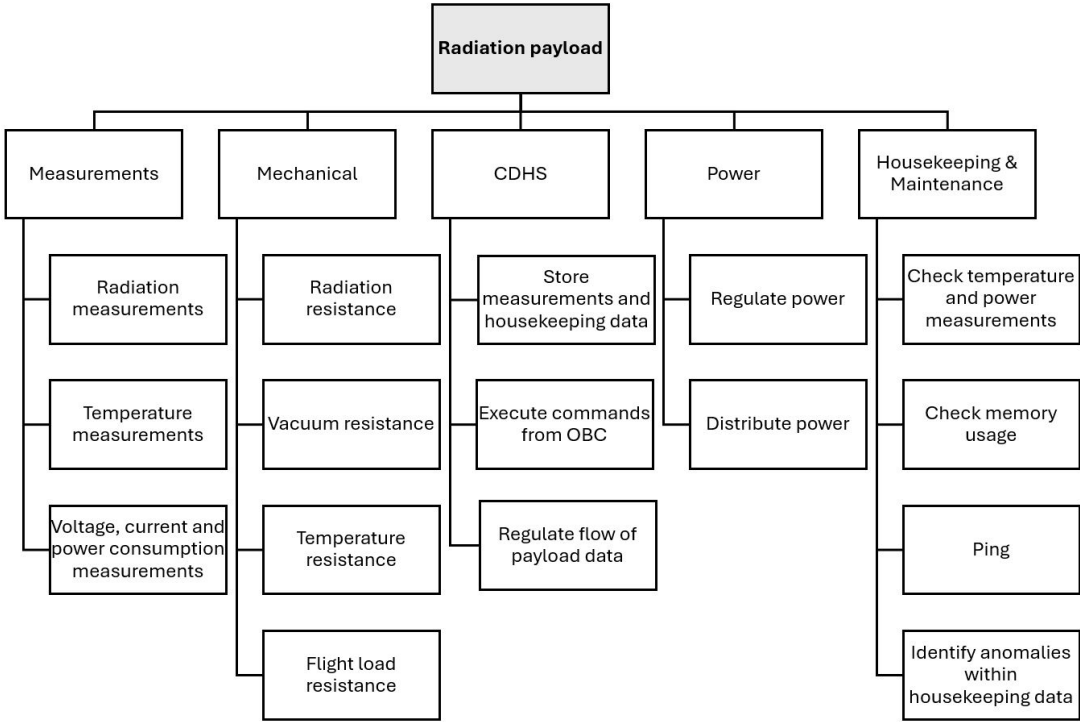 Radiation payload
Measurements
Mechanical
CDHS
Power
Housekeeping &
Maintenance
Radiation
measurements
Temperature
measurements
Voltage, current and
power consumption
measurements
Radiation
resistance
Vacuum resistance
Temperature
resistance
Flight load
resistance
Store
measurements and
housekeeping data
Execute commands
from OBC
Regulate flow of
payload data
Regulate power
Distribute power
Check temperature
and power
measurements
Check memory
usage
Ping
Identify anomalies
within
housekeeping data